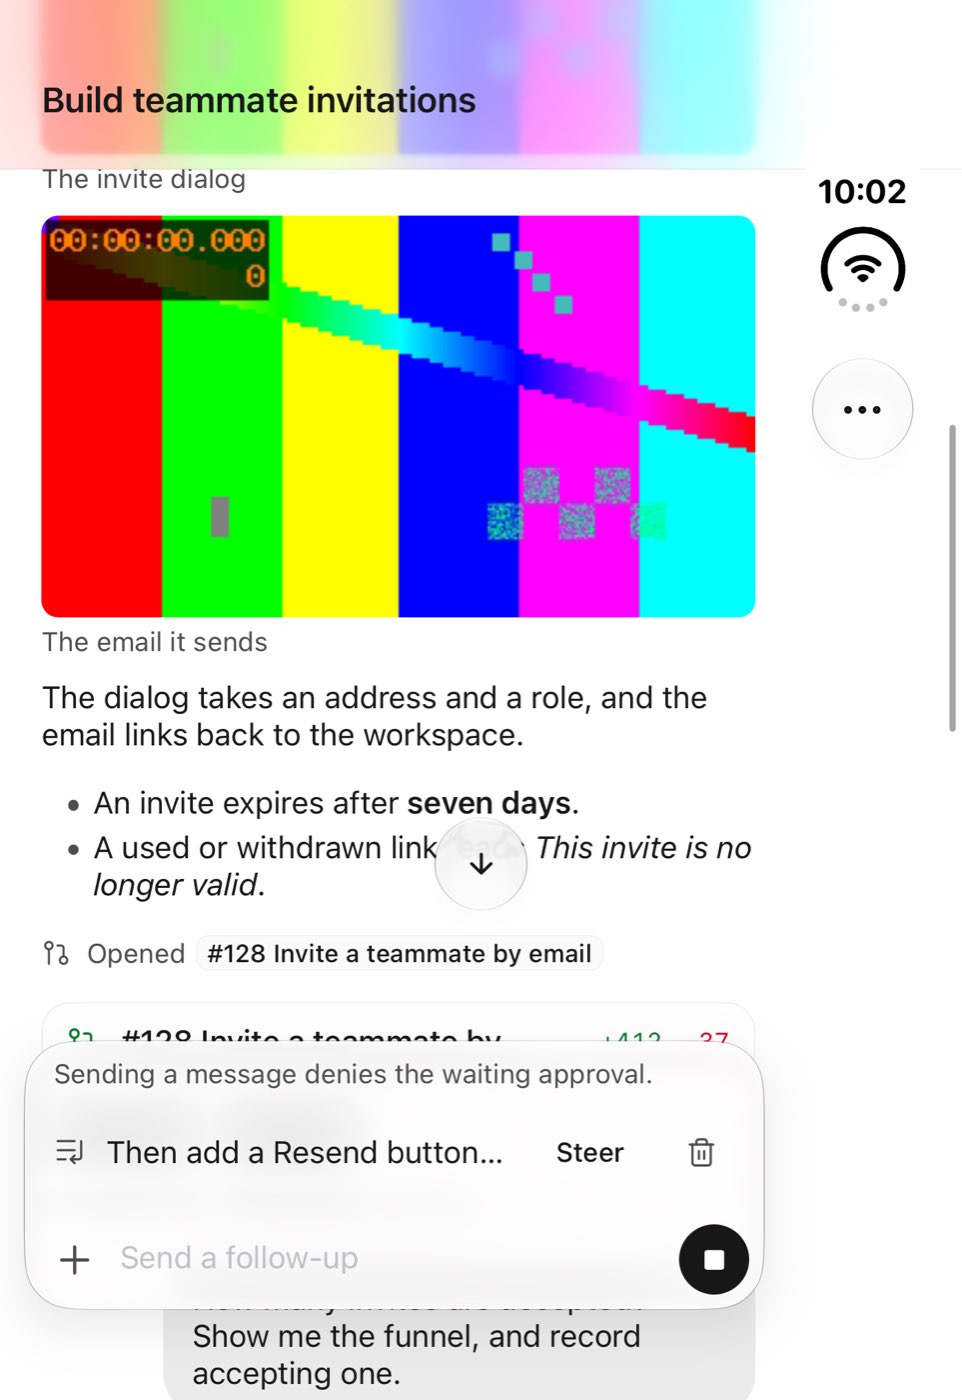 Build teammate invitations
The invite dialog
10:02
00:00:00.000
0
The email it sends
The dialog takes an address and a role, and the
email links back to the workspace.
An invite expires after seven days.
A used or withdrawn link This invite is no
longer valid.
Opened #128 Invite a teammate by email
#128 Invite a teammate by
Sending a message denies the waiting approval.
Then add a Resend button... Steer
Send a follow-up
Show me the funnel, and record
accepting one.